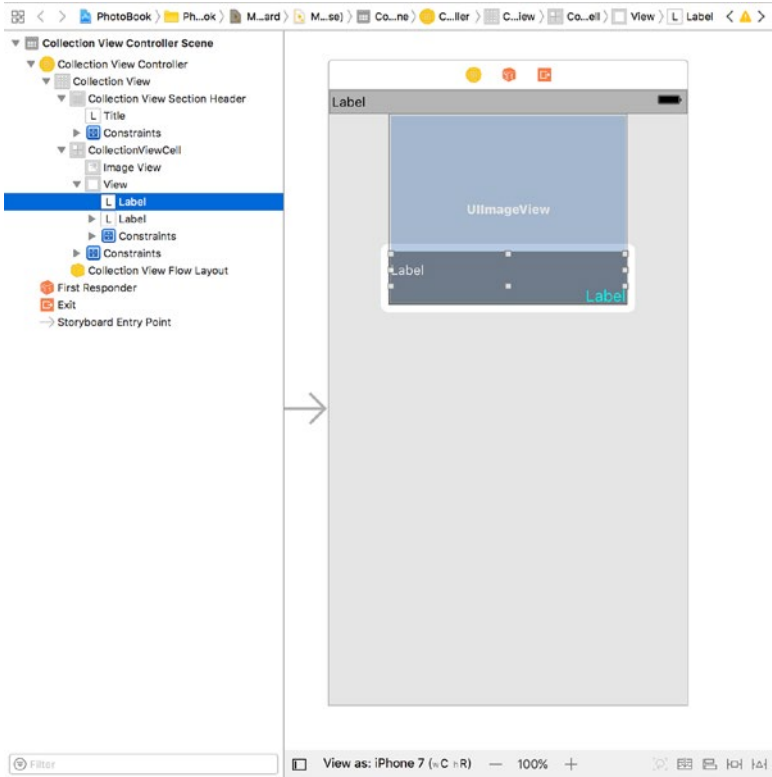 PhotoBook Ph...ok M...ard M...se) Co...ne C...ller C...iew Co...ell View L Label
Collection View Controller Scene
Collection View Controller
Collection View
Collection View Section Header
L Title
Constraints
CollectionViewCell
Image View
View
L Label
L Label
Constraints
Constraints
Collection View Flow Layout
First Responder
Exit
Storyboard Entry Point
Filter
Label
UIImageView
Label
Label
View as: iPhone 7 (wC hR) — 100% +